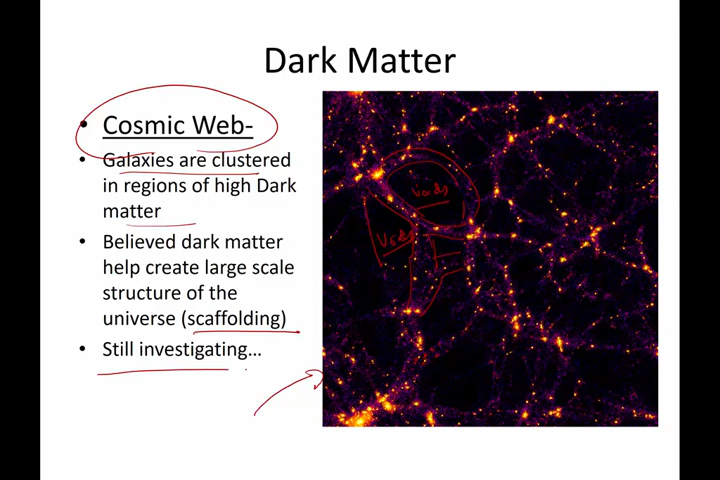 Dark Matter
• Cosmic Web-
• Galaxies are clustered
in regions of high Dark
matter
• Believed dark matter
help create large scale
structure of the
universe (scaffolding)
• Still investigating...
voids